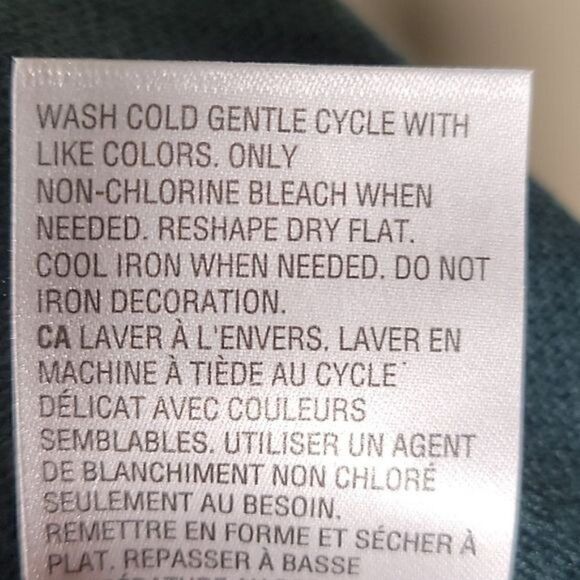 WASH COLD GENTLE CYCLE WITH
LIKE COLORS. ONLY
NON-CHLORINE BLEACH WHEN
NEEDED. RESHAPE DRY FLAT.
COOL IRON WHEN NEEDED. DO NOT
IRON DECORATION.
CA LAVER À L'ENVERS. LAVER EN
MACHINE À TIÈDE AU CYCLE
DÉLICAT AVEC COULEURS
SEMBLABLES. UTILISER UN AGENT
DE BLANCHIMENT NON CHLORÉ
SEULEMENT AU BESOIN.
REMETTRE EN FORME ET SÉCHER À
PLAT. REPASSER À BASSE